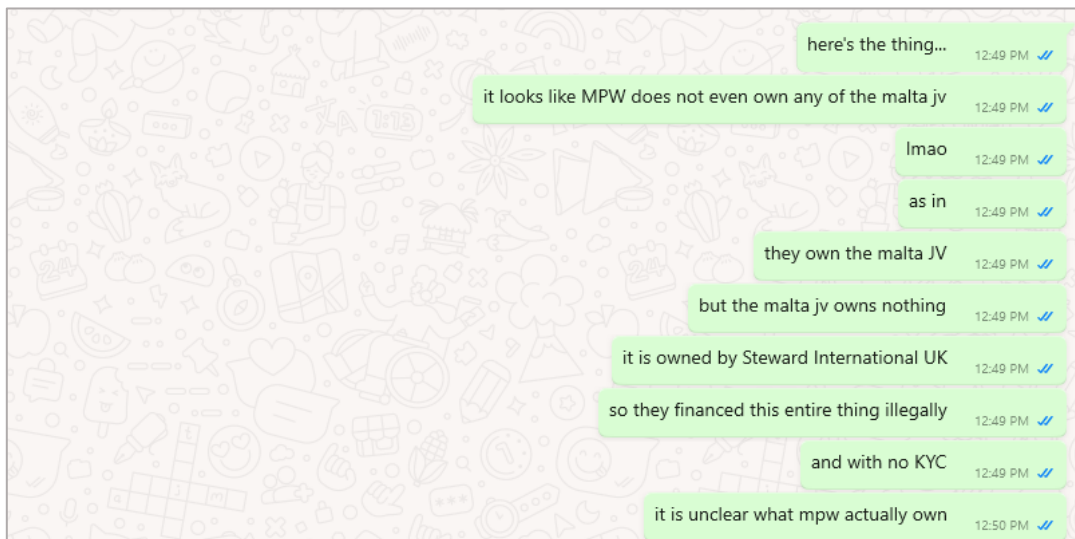 here's the thing...
12:49 PM
it looks like MPW does not even own any of the malta jv
12:49 PM
lmao
12:49 PM
as in
12:49 PM
they own the malta JV
12:49 PM
but the malta jv owns nothing
12:49 PM
it is owned by Steward International UK
12:49 PM
so they financed this entire thing illegally
12:49 PM
and with no KYC
12:49 PM
it is unclear what mpw actually own
12:50 PM